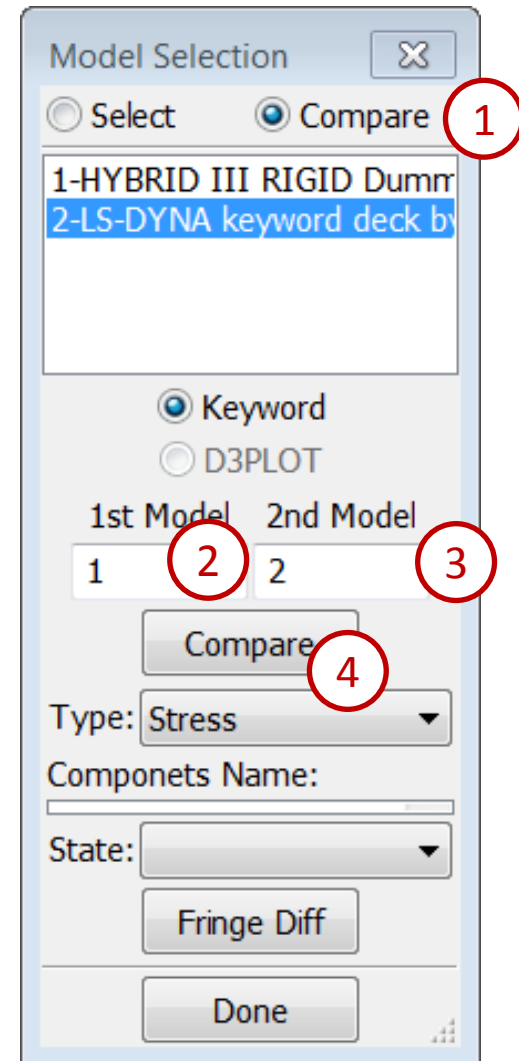 Model Selection
Select Compare 1
1-HYBRID III RIGID Dumm
2-LS-DYNA keyword deck by
Keyword
D3PLOT
1st Model 2nd Model
1 2 2 3
Compare 4
Type: Stress
Componets Name:
State:
Fringe Diff
Done